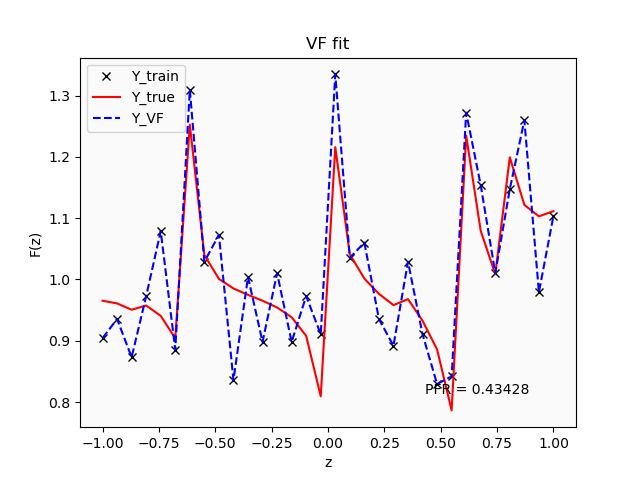 VF fit
Y_train
Y_true
Y_VF
F(z)
1.3
1.2
1.1
1.0
0.9
0.8
PFR = 0.43428
−1.00 −0.75 −0.50 −0.25 0.00 0.25 0.50 0.75 1.00
z